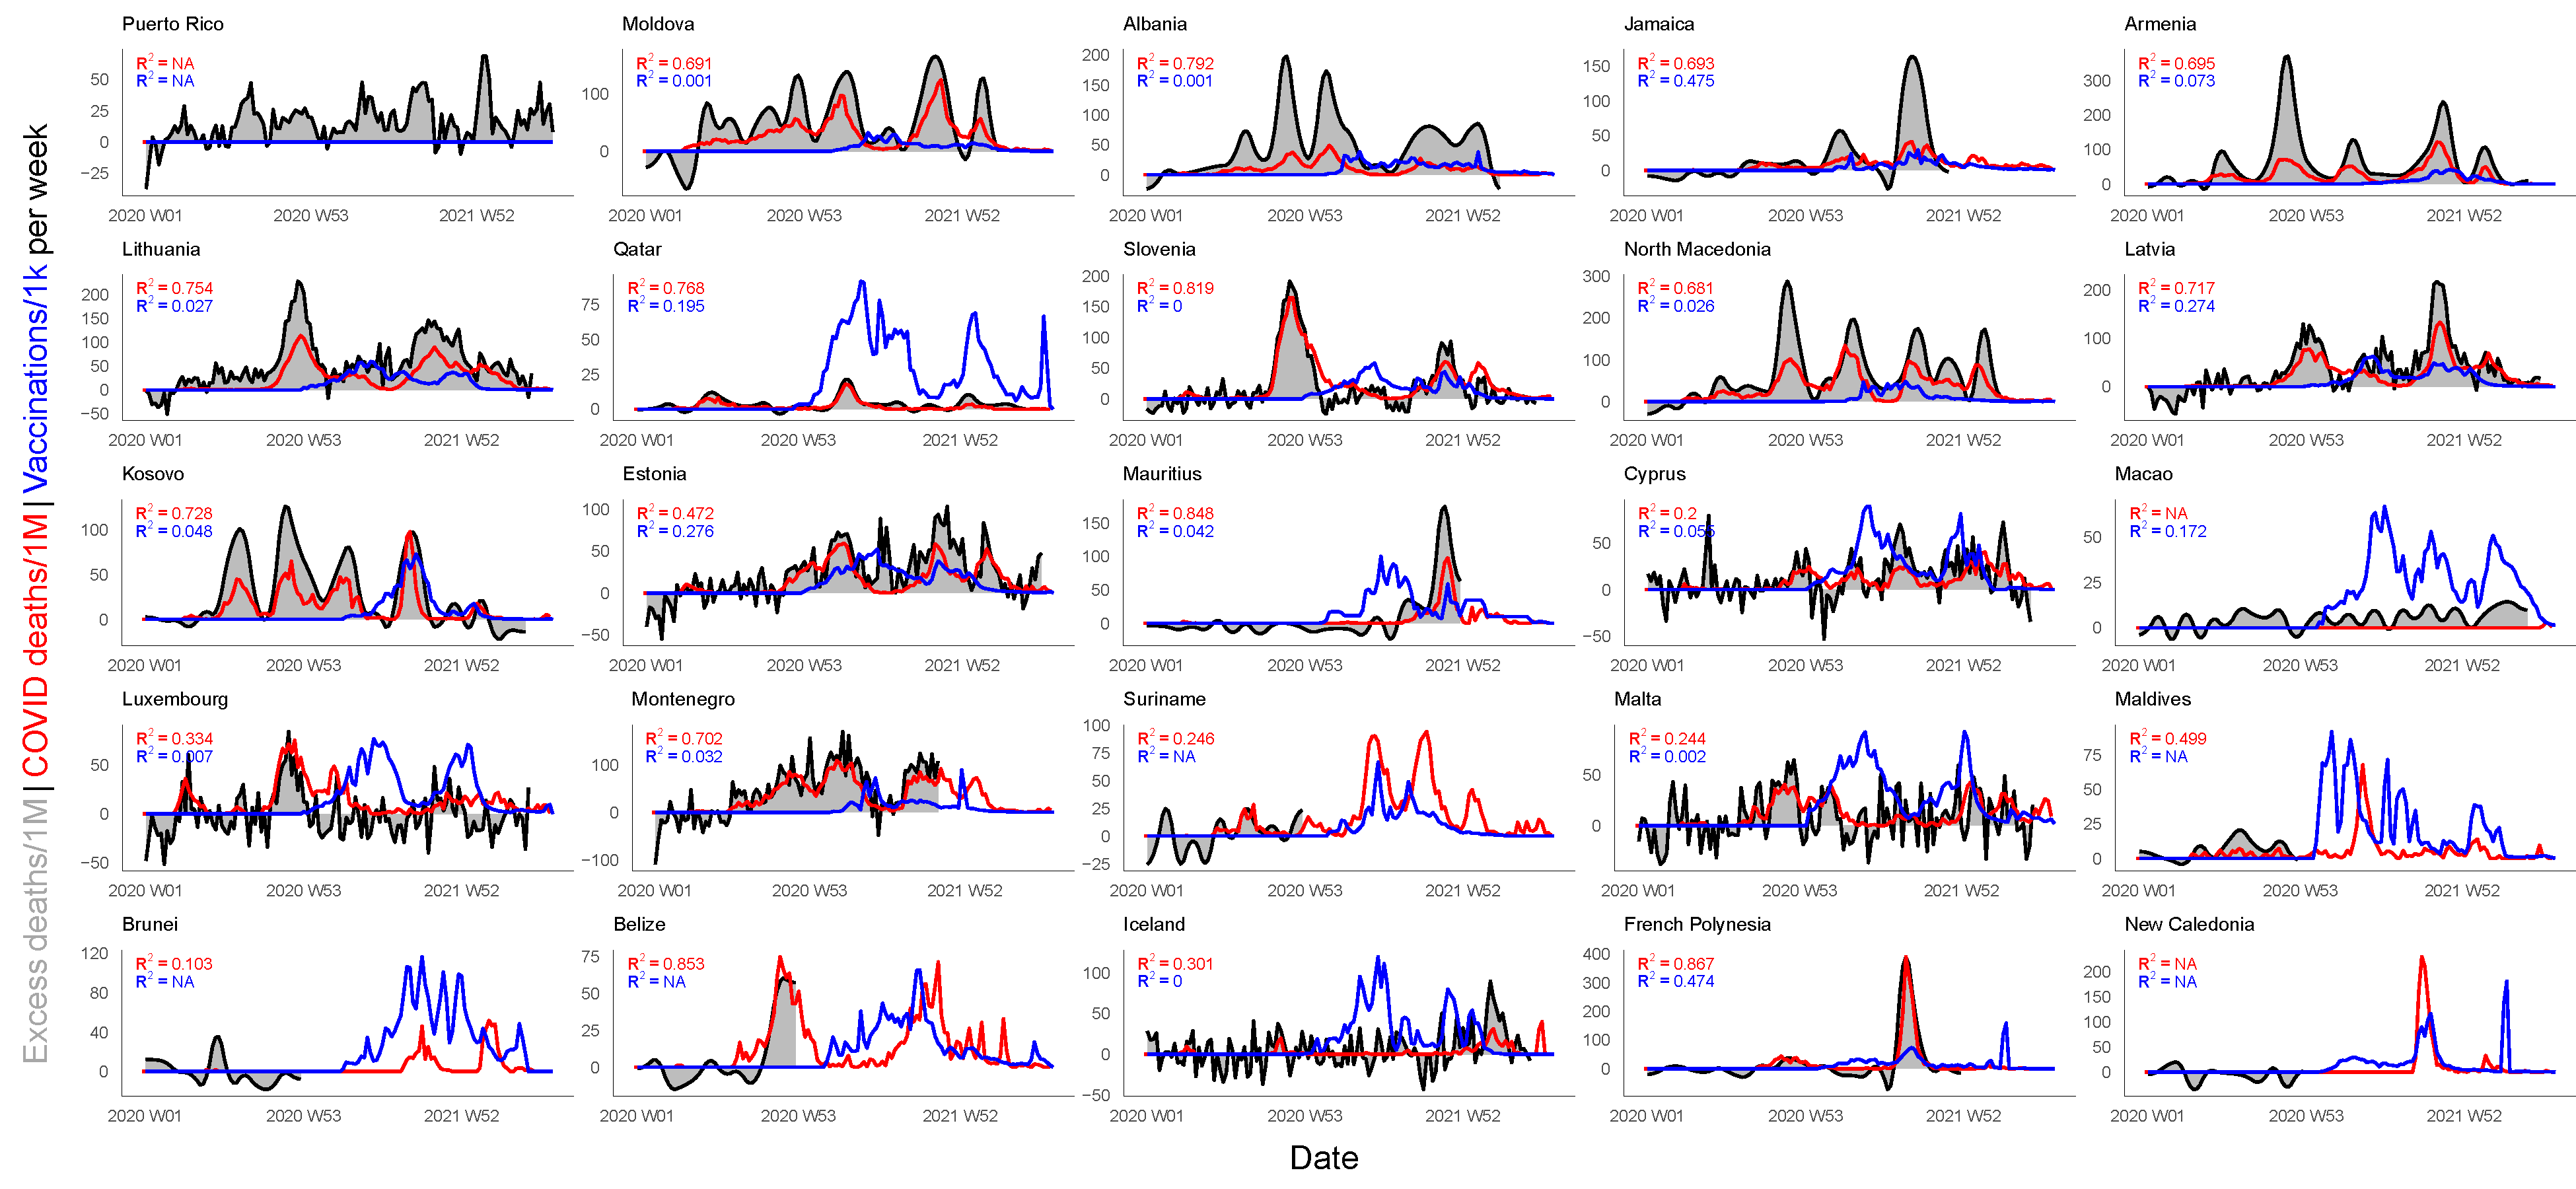 Excess deaths/1M | COVID deaths/1M | Vaccinations/1k per week
Puerto Rico
R² = NA
R² = NA
50
25
0
−25
2020 W01 2020 W53 2021 W52
Moldova
R² = 0.691
R² = 0.001
100
0
2020 W01 2020 W53 2021 W52
Albania
R² = 0.792
R² = 0.001
200
150
100
50
0
2020 W01 2020 W53 2021 W52
Jamaica
R² = 0.693
R² = 0.475
150
100
50
0
2020 W01 2020 W53 2021 W52
Armenia
R² = 0.695
R² = 0.073
300
200
100
0
2020 W01 2020 W53 2021 W52
Lithuania
R² = 0.754
R² = 0.027
200
150
100
50
0
−50
2020 W01 2020 W53 2021 W52
Qatar
R² = 0.768
R² = 0.195
75
50
25
0
2020 W01 2020 W53 2021 W52
Slovenia
R² = 0.819
R² = 0
200
150
100
50
0
2020 W01 2020 W53 2021 W52
North Macedonia
R² = 0.681
R² = 0.026
300
200
100
0
2020 W01 2020 W53 2021 W52
Latvia
R² = 0.717
R² = 0.274
200
100
0
2020 W01 2020 W53 2021 W52
Kosovo
R² = 0.728
R² = 0.048
100
50
0
2020 W01 2020 W53 2021 W52
Estonia
R² = 0.472
R² = 0.276
100
50
0
−50
2020 W01 2020 W53 2021 W52
Mauritius
R² = 0.848
R² = 0.042
150
100
50
0
2020 W01 2020 W53 2021 W52
Cyprus
R² = 0.2
R² = 0.055
50
0
−50
2020 W01 2020 W53 2021 W52
Macao
R² = NA
R² = 0.172
50
25
0
2020 W01 2020 W53 2021 W52
Luxembourg
R² = 0.334
R² = 0.007
50
0
−50
2020 W01 2020 W53 2021 W52
Montenegro
R² = 0.702
R² = 0.032
100
0
−100
2020 W01 2020 W53 2021 W52
Suriname
R² = 0.246
R² = NA
100
75
50
25
0
−25
2020 W01 2020 W53 2021 W52
Malta
R² = 0.244
R² = 0.002
50
0
2020 W01 2020 W53 2021 W52
Maldives
R² = 0.499
R² = NA
75
50
25
0
2020 W01 2020 W53 2021 W52
Brunei
R² = 0.103
R² = NA
120
80
40
0
2020 W01 2020 W53 2021 W52
Belize
R² = 0.853
R² = NA
75
50
25
0
2020 W01 2020 W53 2021 W52
Iceland
R² = 0.301
R² = 0
100
50
0
−50
2020 W01 2020 W53 2021 W52
French Polynesia
R² = 0.867
R² = 0.474
400
300
200
100
0
2020 W01 2020 W53 2021 W52
New Caledonia
R² = NA
R² = NA
200
150
100
50
0
2020 W01 2020 W53 2021 W52
Date